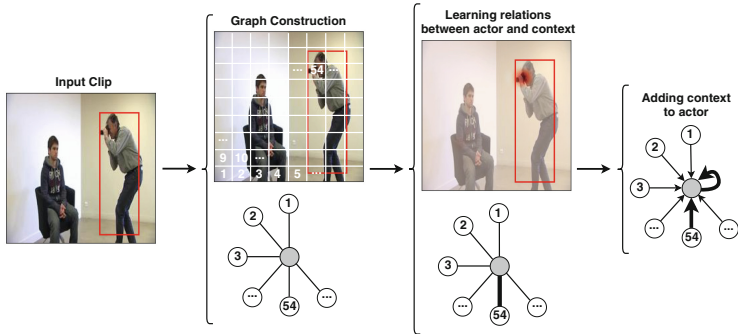 Input Clip
Graph Construction
... 54 ...
...
9 10 ...
1 2 3 4 5 ...
1
2
3
...
54
...
Learning relations
between actor and context
1
2
3
...
54
...
Adding context
to actor
1
2
3
...
54
...